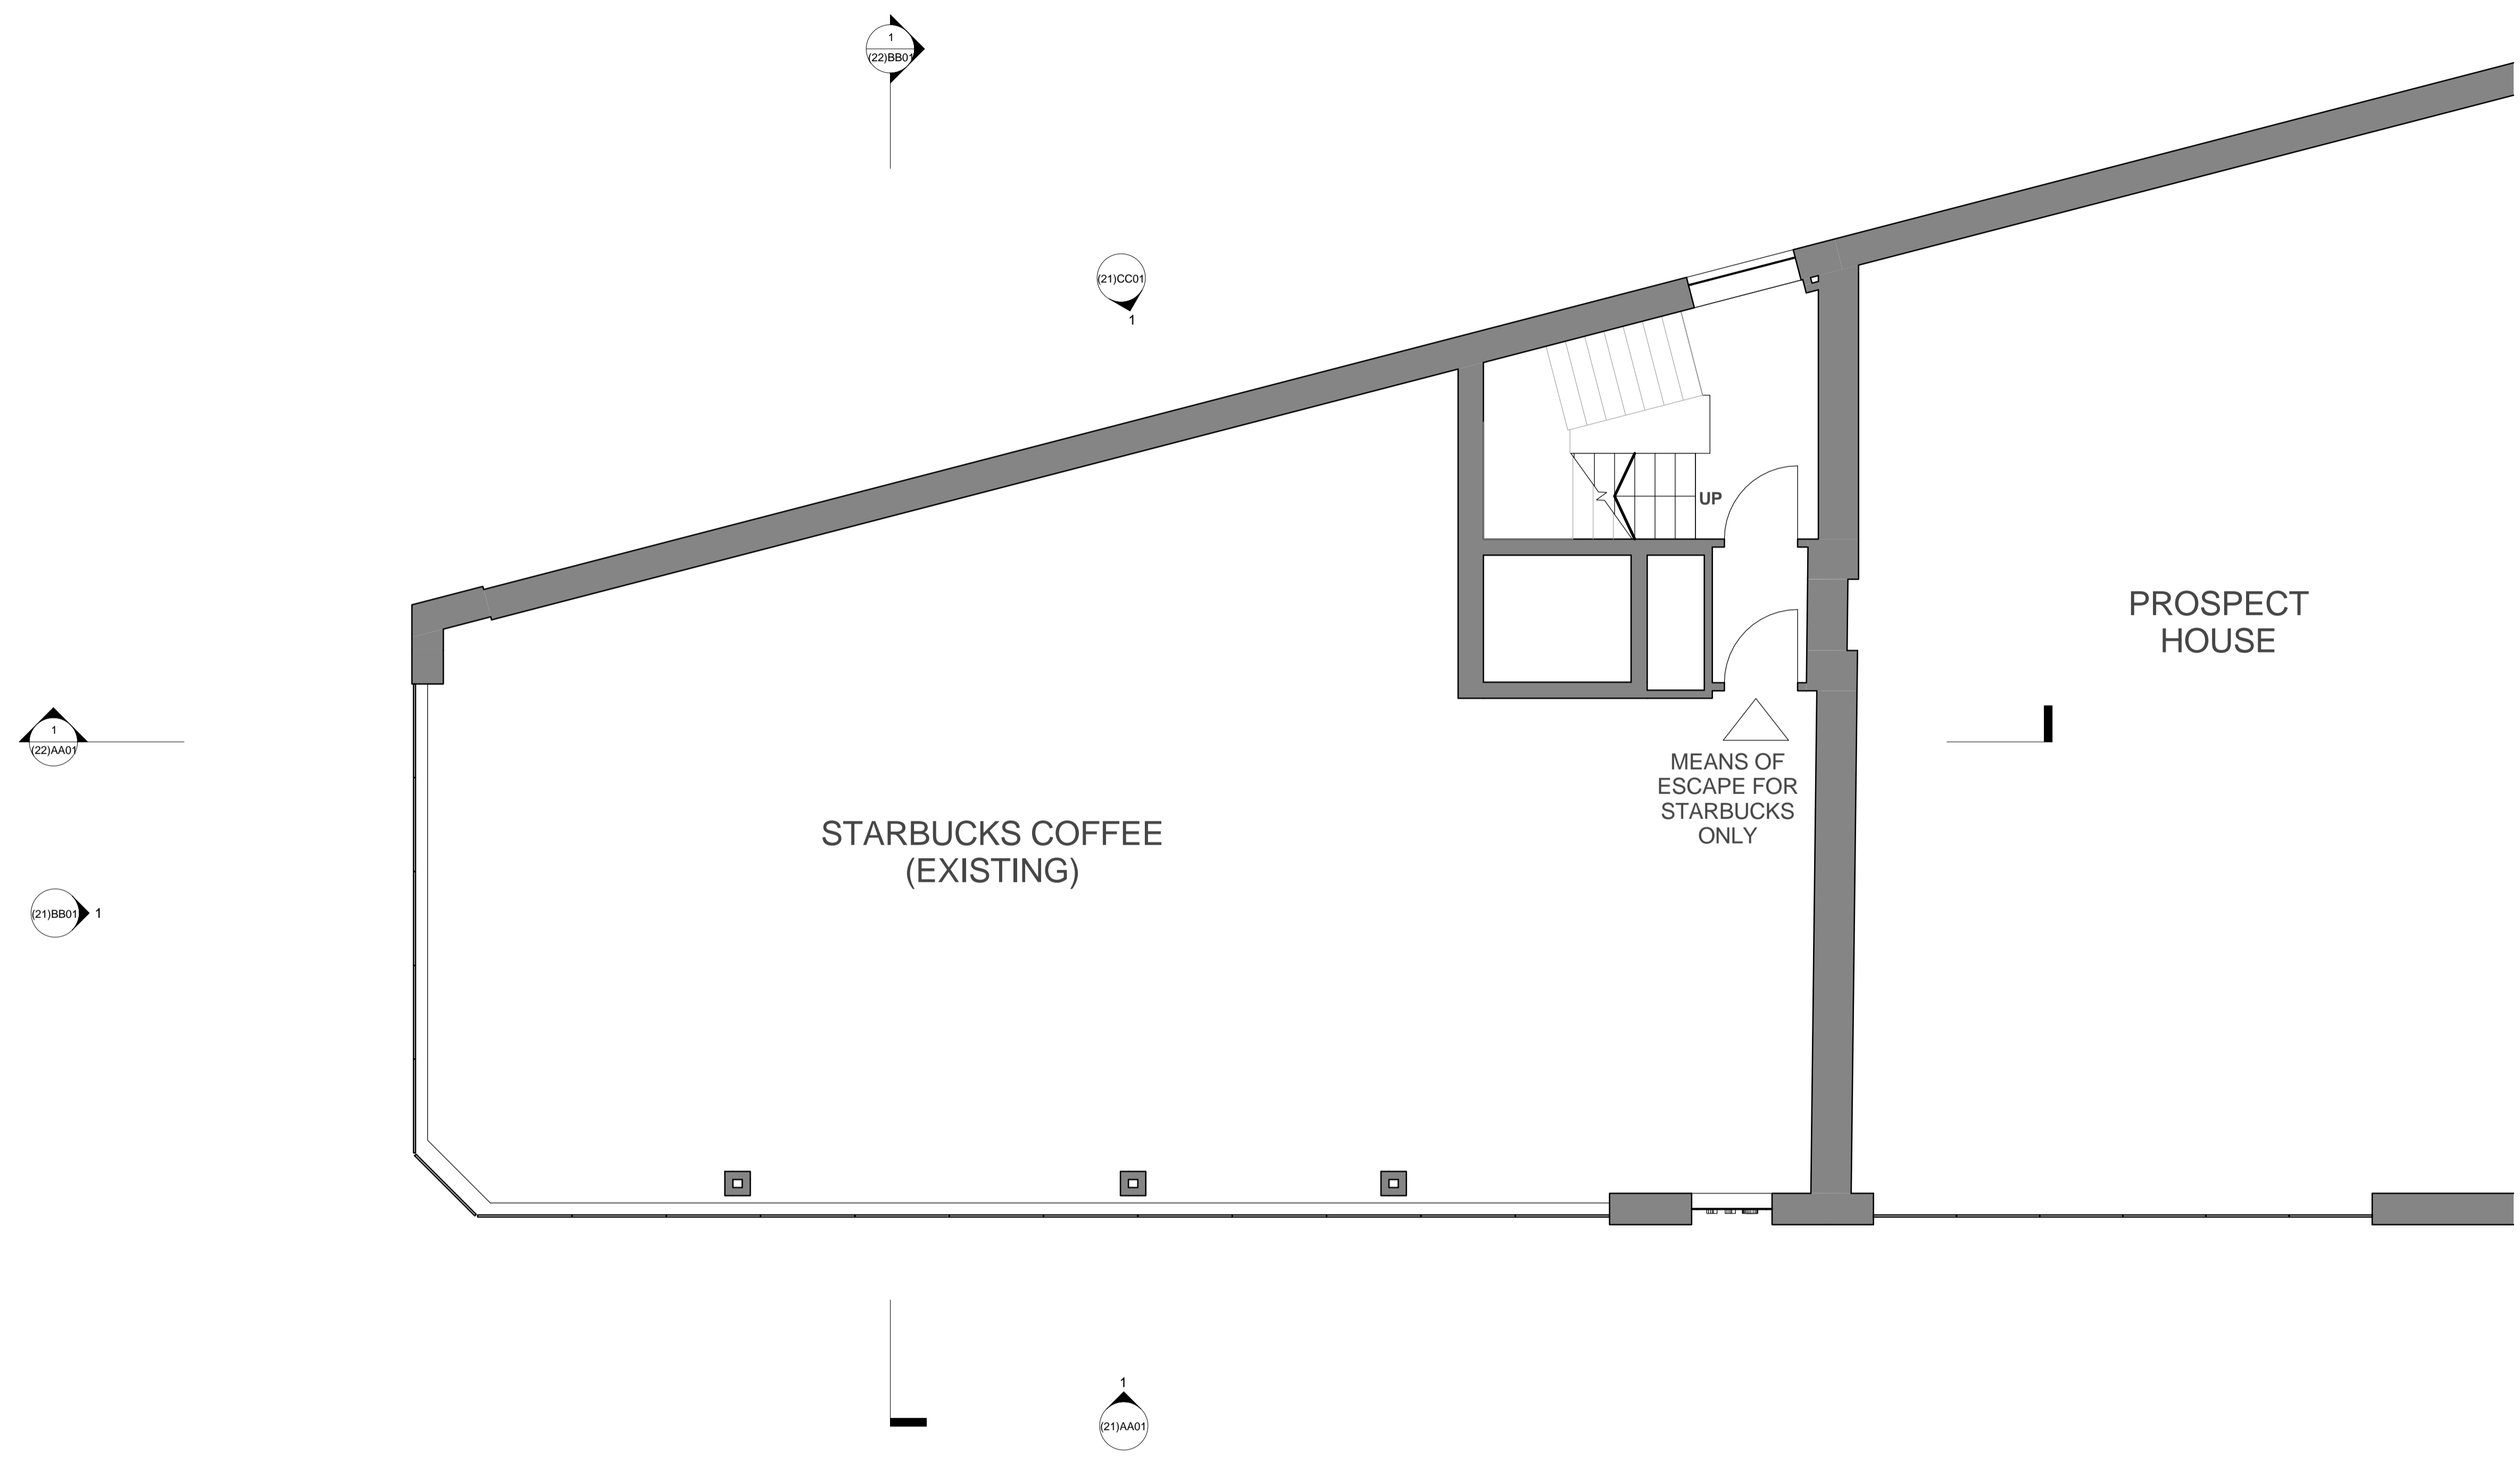 1
(22)BB01
(21)CC01
1
UP
PROSPECT
HOUSE
1
(22)AA01
MEANS OF
ESCAPE FOR
STARBUCKS
ONLY
STARBUCKS COFFEE
(EXISTING)
(21)BB01
1
1
(21)AA01